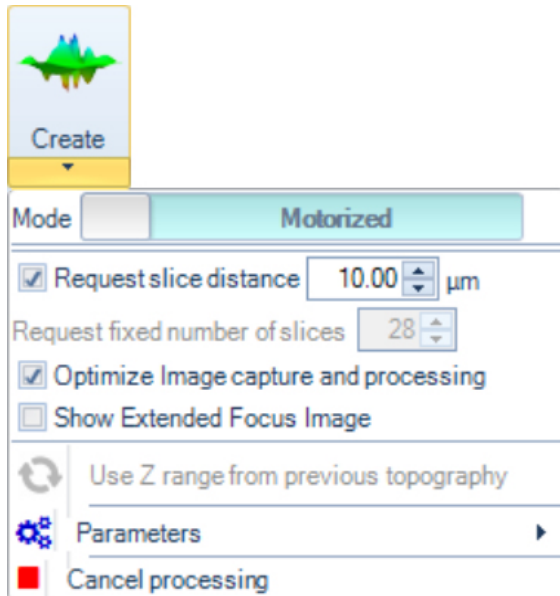 Create
Mode Motorized
Request slice distance 10.00 µm
Request fixed number of slices 28
Optimize Image capture and processing
Show Extended Focus Image
Use Z range from previous topography
Parameters
Cancel processing